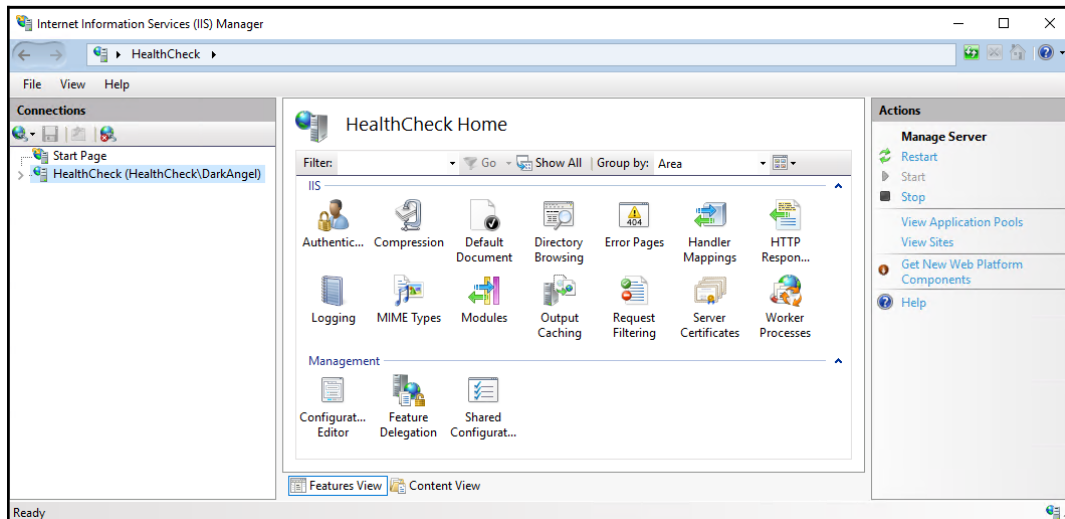 Internet Information Services (IIS) Manager
HealthCheck
File View Help
Connections
Start Page
HealthCheck (HealthCheck\DarkAngel)
HealthCheck Home
Filter: Go Show All Group by: Area
IIS
Authentic... Compression Default Document Directory Browsing Error Pages Handler Mappings HTTP Respon...
404
Logging MIME Types Modules Output Caching Request Filtering Server Certificates Worker Processes
Management
Configurat... Editor Feature Delegation Shared Configurat...
Features View Content View
Actions
Manage Server
Restart
Start
Stop
View Application Pools
View Sites
Get New Web Platform
Components
Help
Ready